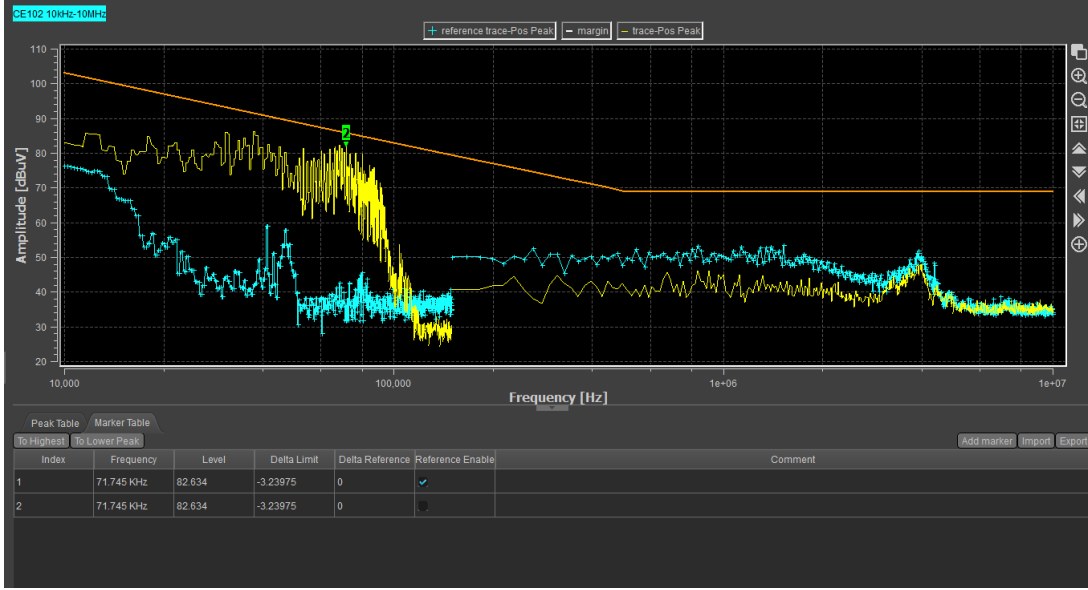 CE102 10kHz-10MHz
+ reference trace-Pos Peak – margin – trace-Pos Peak
110
100
90
80
70
60
50
40
30
20
Amplitude [dBuV]
2
10,000 100,000 1e+06 1e+07
Frequency [Hz]
Peak Table Marker Table
To Highest To Lower Peak Add marker Import Export
Index Frequency Level Delta Limit Delta Reference Reference Enable Comment
1 71.745 KHz 82.634 -3.23975 0
2 71.745 KHz 82.634 -3.23975 0